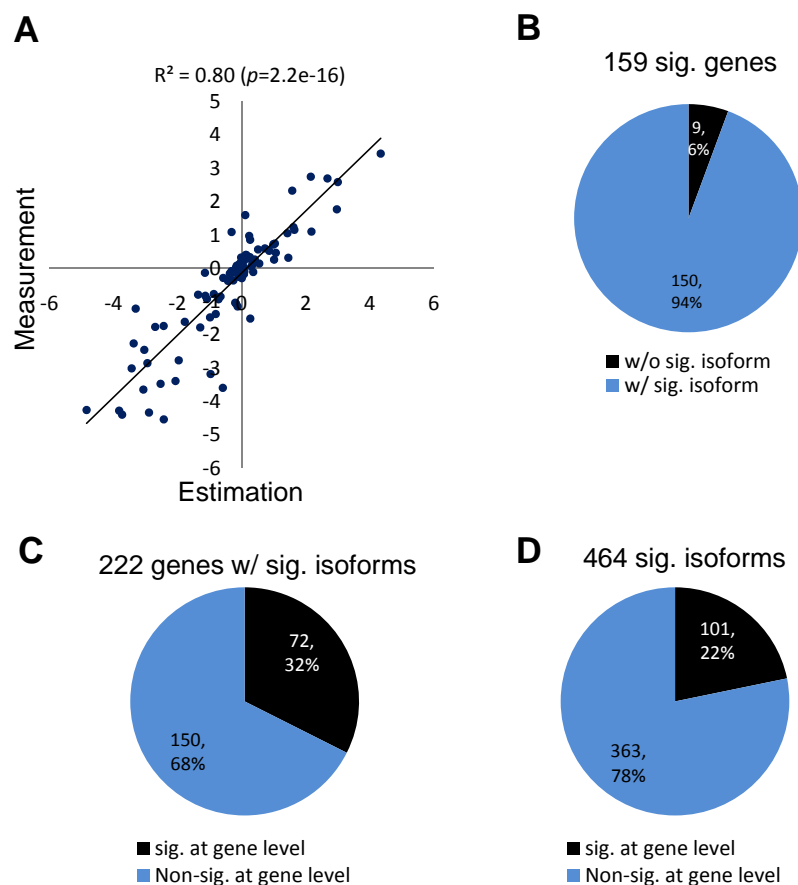 A
R² = 0.80 (p=2.2e-16)
5
4
3
2
1
0
-1
-2
-3
-4
-5
-6
-6
-4
-2
0
2
4
6
Measurement
Estimation
B
159 sig. genes
9,
6%
150,
94%
w/o sig. isoform
w/ sig. isoform
C
222 genes w/ sig. isoforms
72,
32%
150,
68%
sig. at gene level
Non-sig. at gene level
D
464 sig. isoforms
101,
22%
363,
78%
sig. at gene level
Non-sig. at gene level